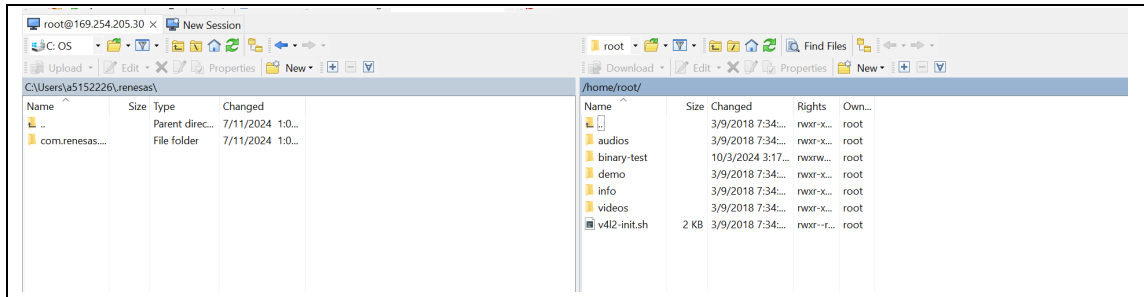 root@169.254.205.30 × New Session
C: OS
Upload Edit Properties New
C:\Users\a5152226\.renesas\
Name Size Type Changed
.. Parent direc... 7/11/2024 1:0...
com.renesas.... File folder 7/11/2024 1:0...
root Find Files
Download Edit Properties New
/home/root/
Name Size Changed Rights Own...
.. 3/9/2018 7:34:... rwxr-x... root
audios 3/9/2018 7:34:... rwxr-x... root
binary-test 10/3/2024 3:17... rwxrw... root
demo 3/9/2018 7:34:... rwxr-x... root
info 3/9/2018 7:34:... rwxr-x... root
videos 3/9/2018 7:34:... rwxr-x... root
v4l2-init.sh 2 KB 3/9/2018 7:34:... rwxr--r... root